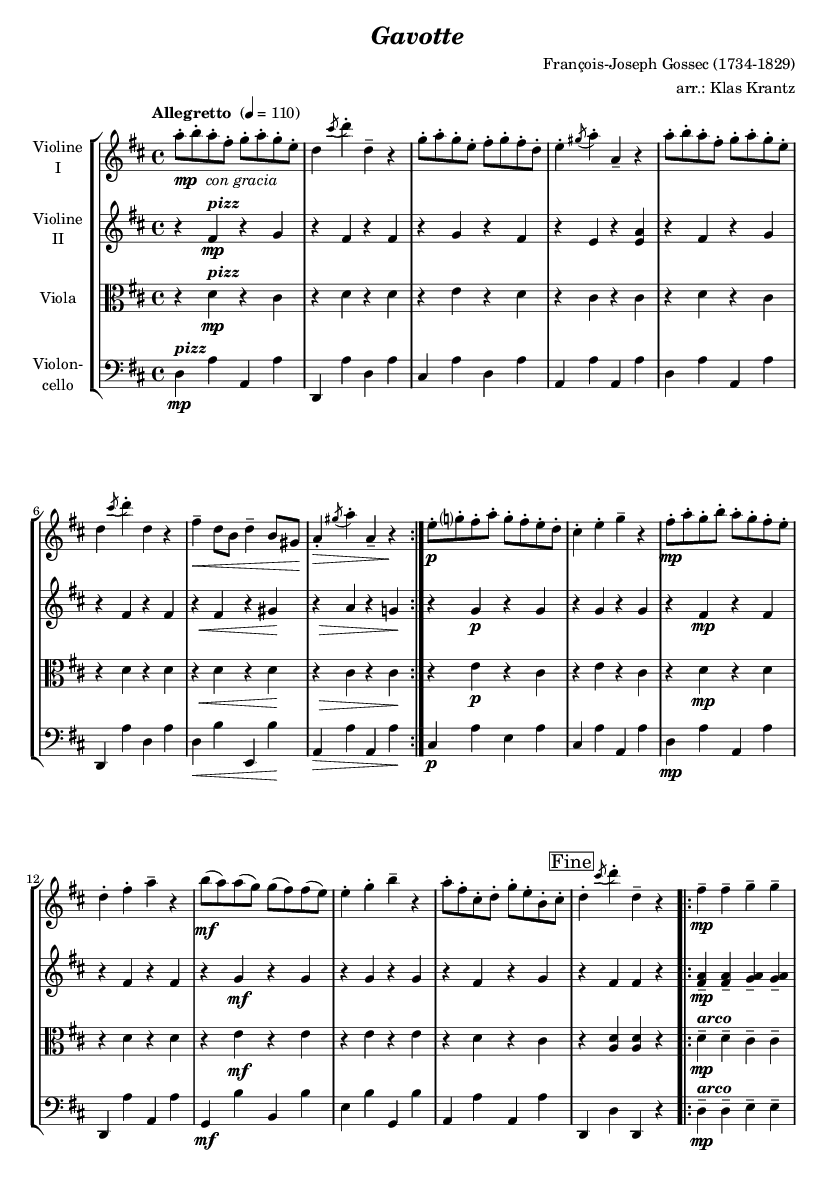 Gavotte
François-Joseph Gossec (1734-1829)
arr.: Klas Krantz
Allegretto (♩ = 110)
Violine
I
mp con gracia
Violine
II
pizz
mp
Viola
pizz
mp
Violon-
cello
pizz
mp
6
p
mp
p
mp
p
mp
p
mp
12
Fine
mf
mp
mf
mp
arco
mf
mp
arco
mf
mp